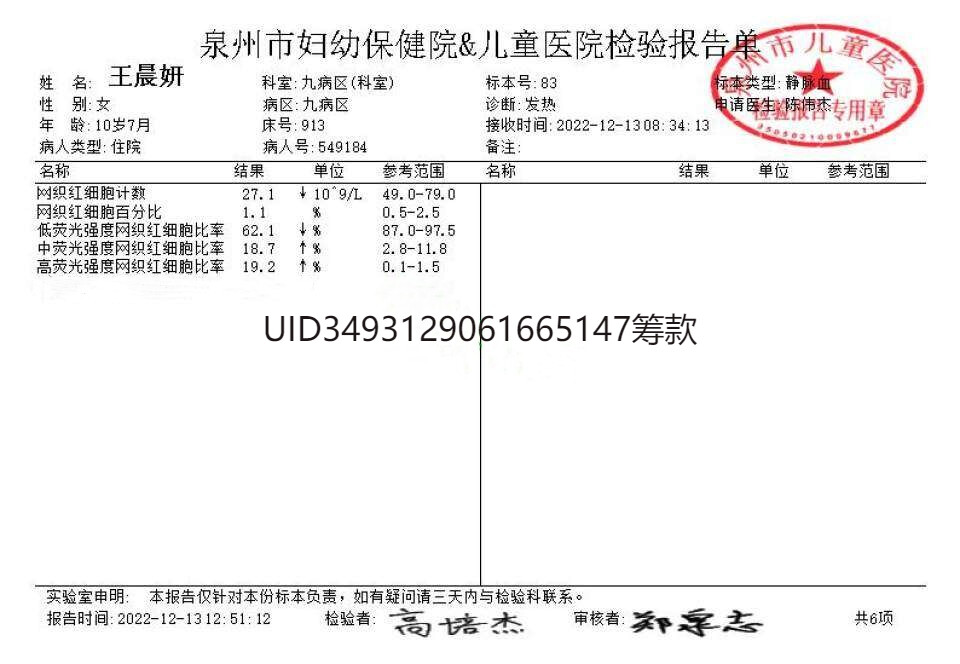 泉州市妇幼保健院&儿童医院检验报告单
姓 名: 王晨妍 科室:九病区(科室) 标本号:83 标本类型:静脉血
性 别:女 病区:九病区 诊断:发热 申请医生:陈伟杰
年 龄:10岁7月 床号:913 接收时间:2022-12-13 08:34:13
病人类型:住院 病人号:549184 备注:
泉州市儿童医院
检验报告专用章
名称 结果 单位 参考范围 名称 结果 单位 参考范围
网织红细胞计数 27.1 ↓ 10^9/L 49.0-79.0
网织红细胞百分比 1.1 % 0.5-2.5
低荧光强度网织红细胞比率 62.1 ↓ % 87.0-97.5
中荧光强度网织红细胞比率 18.7 ↑ % 2.8-11.8
高荧光强度网织红细胞比率 19.2 ↑ % 0.1-1.5
UID3493129061665147筹款
实验室申明: 本报告仅针对本份标本负责，如有疑问请三天内与检验科联系。
报告时间:2022-12-13 12:51:12 检验者: 高培杰 审核者: 郑泉志 共6项